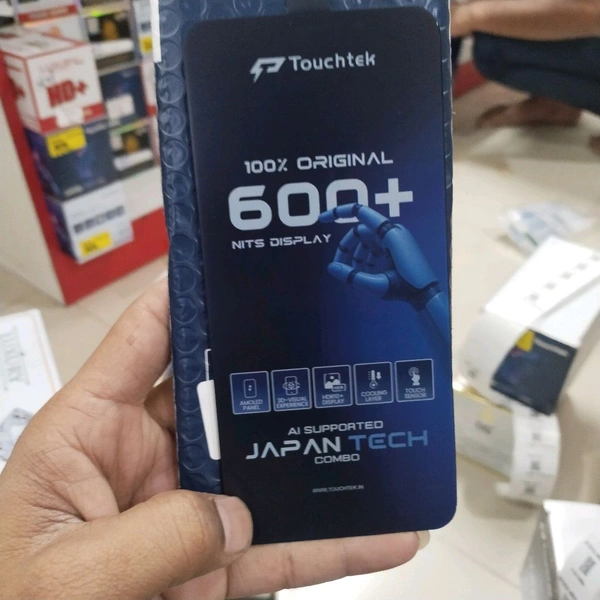 Touchtek
100% ORIGINAL
600+
NITS DISPLAY
AMOLED PANEL
3D-VISUAL EXPERIENCE
HDR10+ DISPLAY
COOLING LAYER
TOUCH SENSOR
AI SUPPORTED
JAPAN TECH
COMBO
WWW.TOUCHTEK.IN
HD+
Touchtek